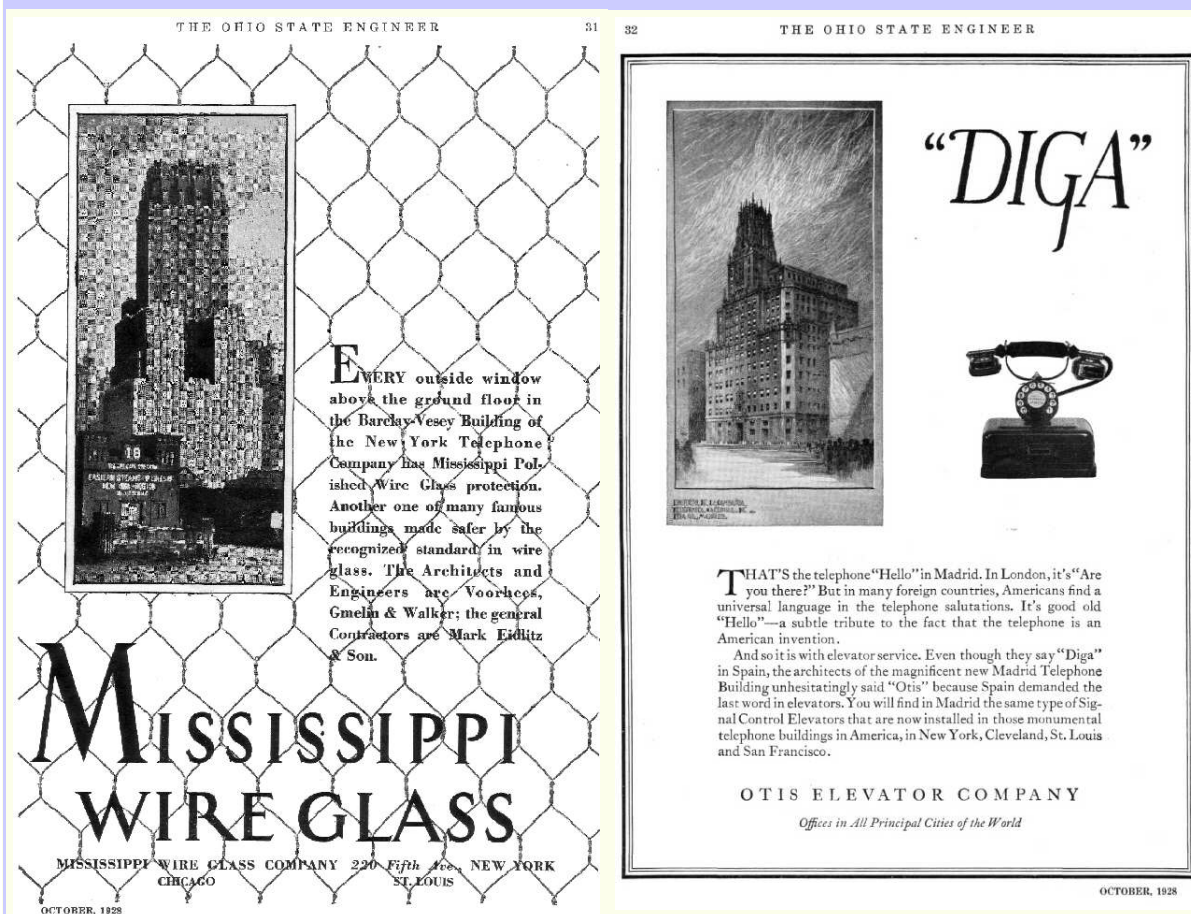 THE OHIO STATE ENGINEER 31
18
EVERY outside window
above the ground floor in
the Barclay-Vesey Building of
the New York Telephone
Company has Mississippi Pol-
ished Wire Glass protection.
Another one of many famous
buildings made safer by the
recognized standard in wire
glass. The Architects and
Engineers are Voorhees,
Gmelin & Walker; the general
Contractors are Mark Eidlitz
& Son.
MISSISSIPPI
WIRE GLASS
MISSISSIPPI WIRE GLASS COMPANY 220 Fifth Ave., NEW YORK
CHICAGO ST. LOUIS
OCTOBER, 1928
32 THE OHIO STATE ENGINEER
“DIGA”
THAT'S the telephone “Hello” in Madrid. In London, it's “Are
you there?” But in many foreign countries, Americans find a
universal language in the telephone salutations. It's good old
“Hello”—a subtle tribute to the fact that the telephone is an
American invention.
And so it is with elevator service. Even though they say “Diga”
in Spain, the architects of the magnificent new Madrid Telephone
Building unhesitatingly said “Otis” because Spain demanded the
last word in elevators. You will find in Madrid the same type of Sig-
nal Control Elevators that are now installed in those monumental
telephone buildings in America, in New York, Cleveland, St. Louis
and San Francisco.
OTIS ELEVATOR COMPANY
Offices in All Principal Cities of the World
OCTOBER, 1928